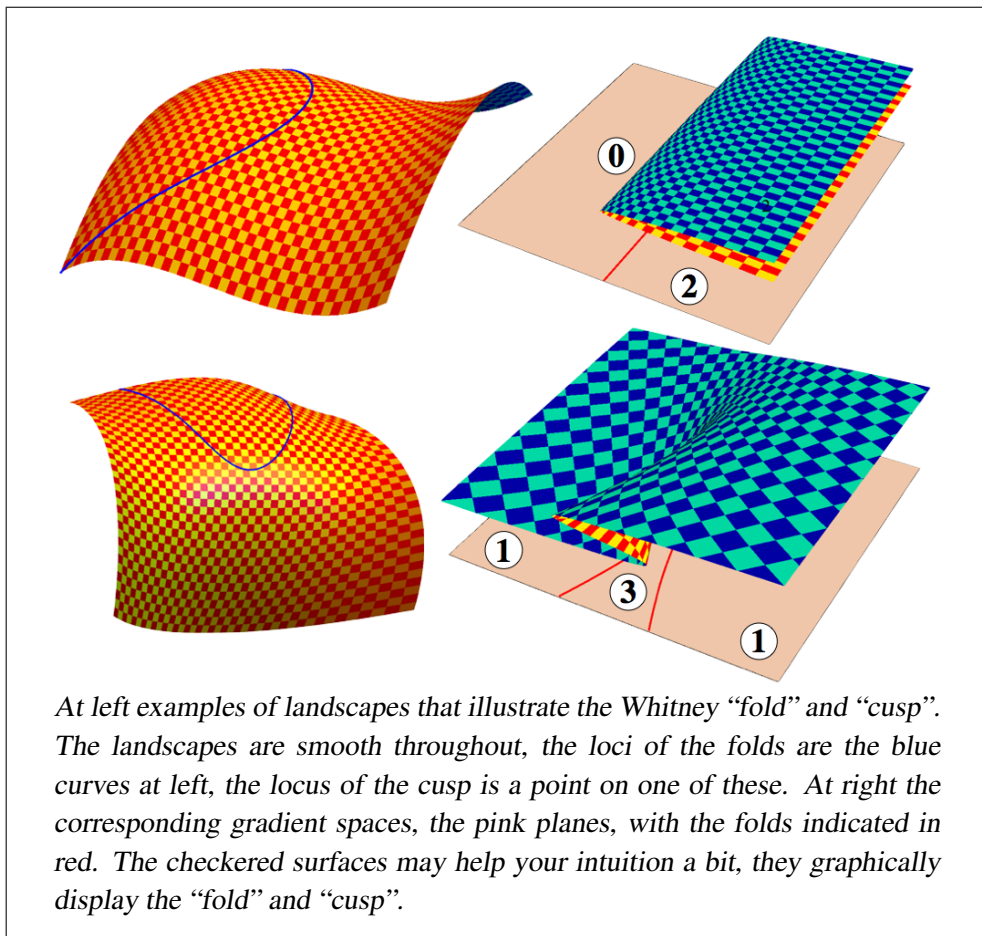 0
2
1
3
1
At left examples of landscapes that illustrate the Whitney “fold” and “cusp”.
The landscapes are smooth throughout, the loci of the folds are the blue
curves at left, the locus of the cusp is a point on one of these. At right the
corresponding gradient spaces, the pink planes, with the folds indicated in
red. The checkered surfaces may help your intuition a bit, they graphically
display the “fold” and “cusp”.